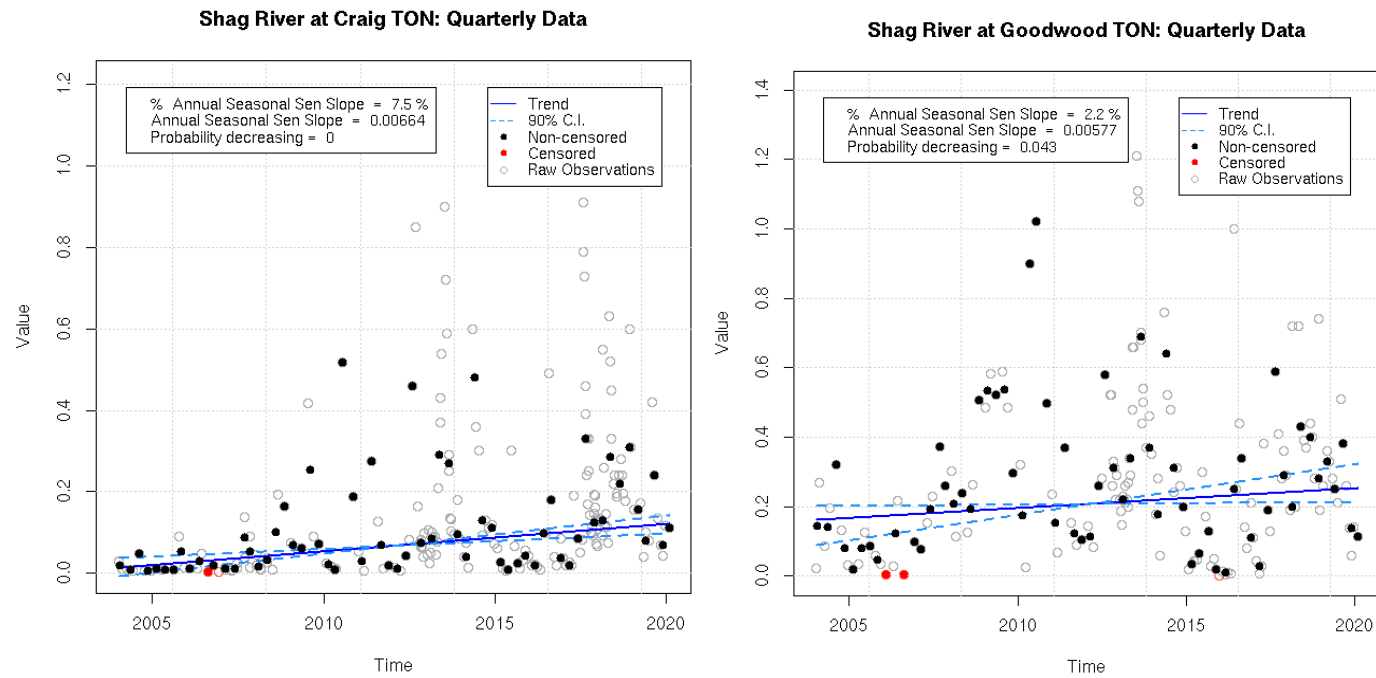 Shag River at Craig TON: Quarterly Data
% Annual Seasonal Sen Slope = 7.5 %
Annual Seasonal Sen Slope = 0.00664
Probability decreasing = 0
Trend
90% C.I.
Non-censored
Censored
Raw Observations
Value
1.2
1.0
0.8
0.6
0.4
0.2
0.0
2005
2010
2015
2020
Time
Shag River at Goodwood TON: Quarterly Data
% Annual Seasonal Sen Slope = 2.2 %
Annual Seasonal Sen Slope = 0.00577
Probability decreasing = 0.043
Trend
90% C.I.
Non-censored
Censored
Raw Observations
Value
1.4
1.2
1.0
0.8
0.6
0.4
0.2
0.0
2005
2010
2015
2020
Time